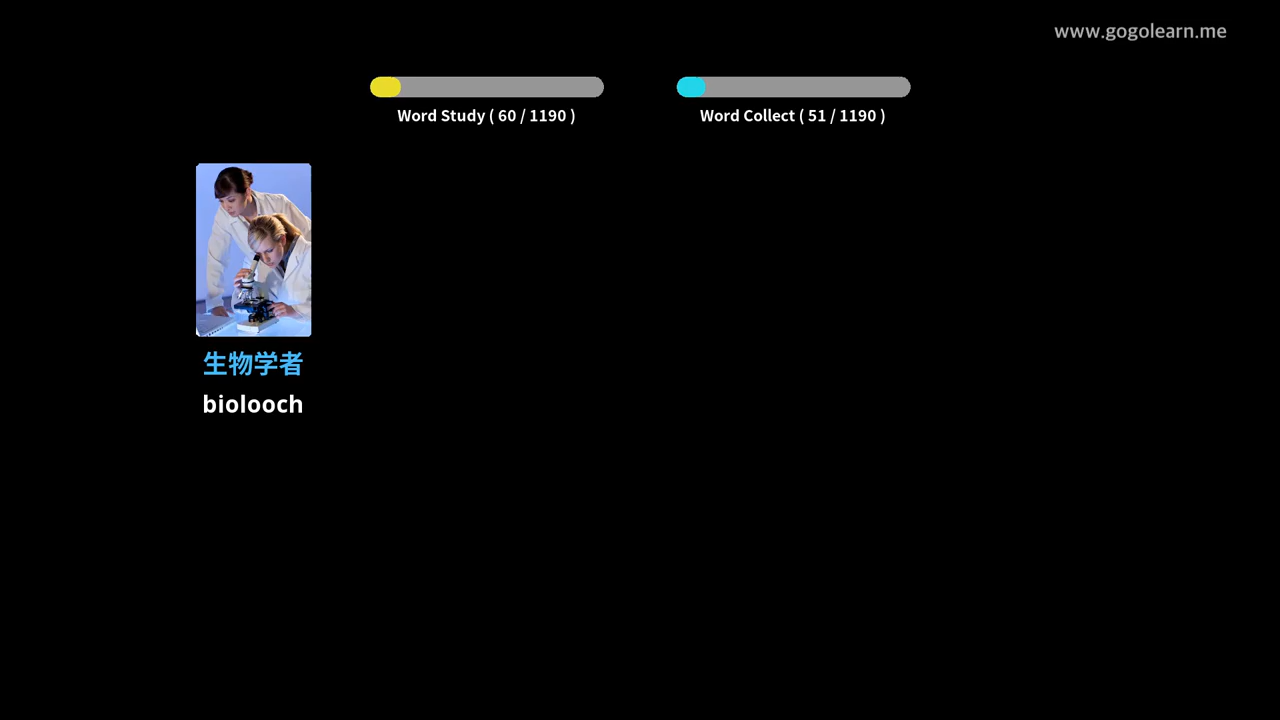 www.gogolearn.me
Word Study ( 60 / 1190 )
Word Collect ( 51 / 1190 )
生物学者
biolooch